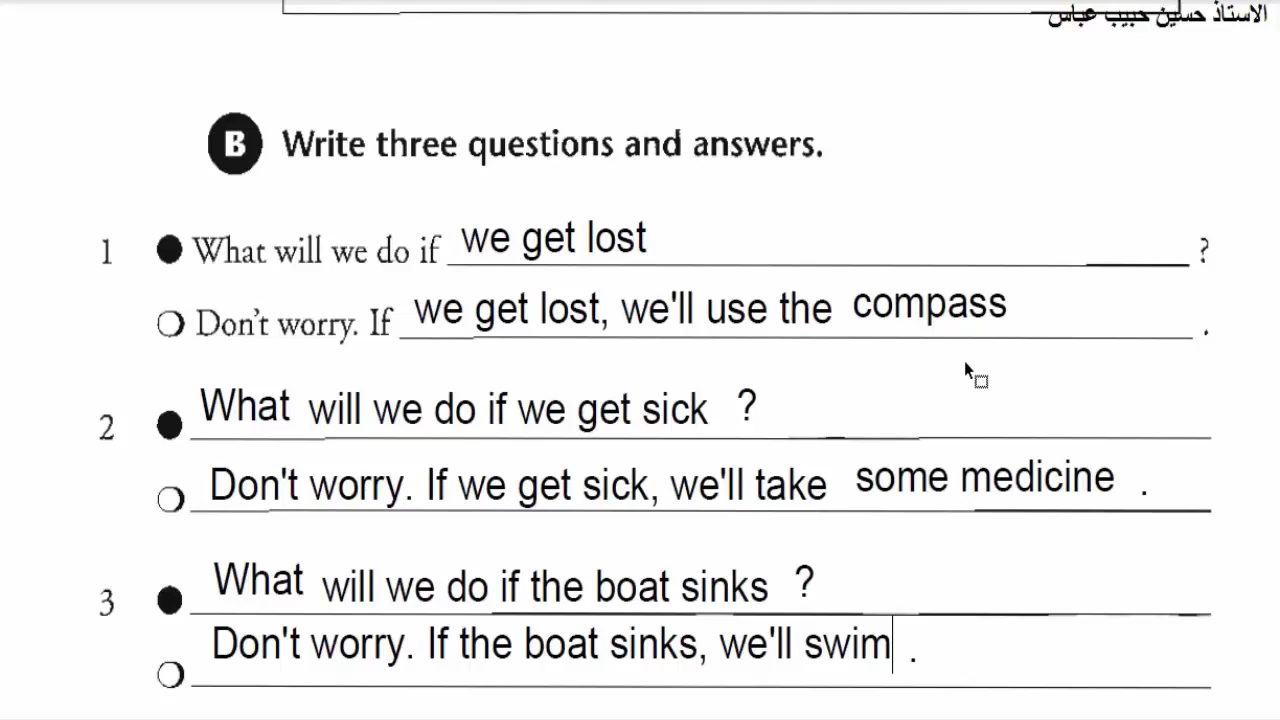 الاستاذ حسين حبيب عباس
B Write three questions and answers.
1 What will we do if we get lost ?
Don't worry. If we get lost, we'll use the compass .
2 What will we do if we get sick ?
Don't worry. If we get sick, we'll take some medicine .
3 What will we do if the boat sinks ?
Don't worry. If the boat sinks, we'll swim .